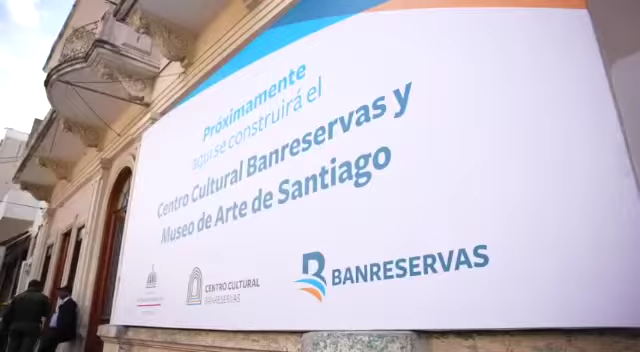 Próximamente
aquí se construirá el
Centro Cultural Banreservas y
Museo de Arte de Santiago
CENTRO CULTURAL
BANRESERVAS
BANRESERVAS